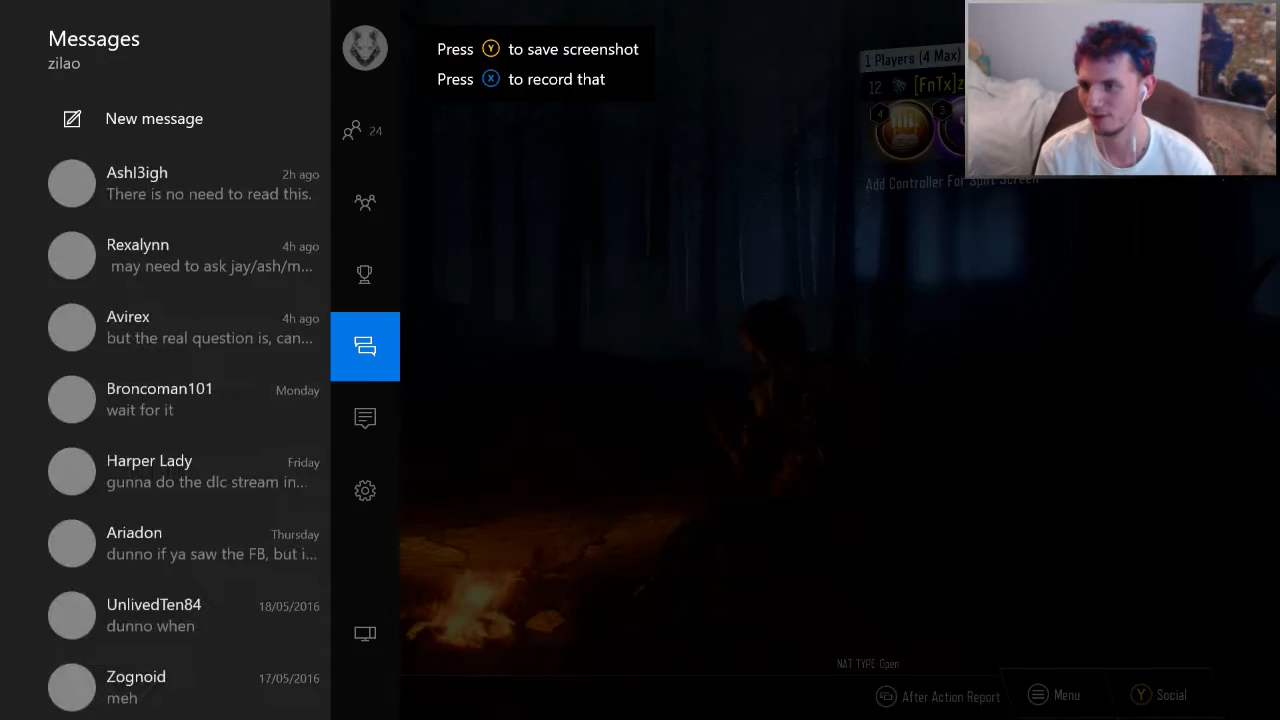 Messages
zilao
New message
Ashl3igh 2h ago
There is no need to read this.
Rexalynn 4h ago
may need to ask jay/ash/m...
Avirex 4h ago
but the real question is, can...
Broncoman101 Monday
wait for it
Harper Lady Friday
gunna do the dlc stream in...
Ariadon Thursday
dunno if ya saw the FB, but i...
UnlivedTen84 18/05/2016
dunno when
Zognoid 17/05/2016
meh
24
Press Y to save screenshot
Press X to record that
1 Players (4 Max)
12 [FnTx]z
4 3
Add Controller For Split Screen
NAT TYPE Open
After Action Report
Menu
Y Social